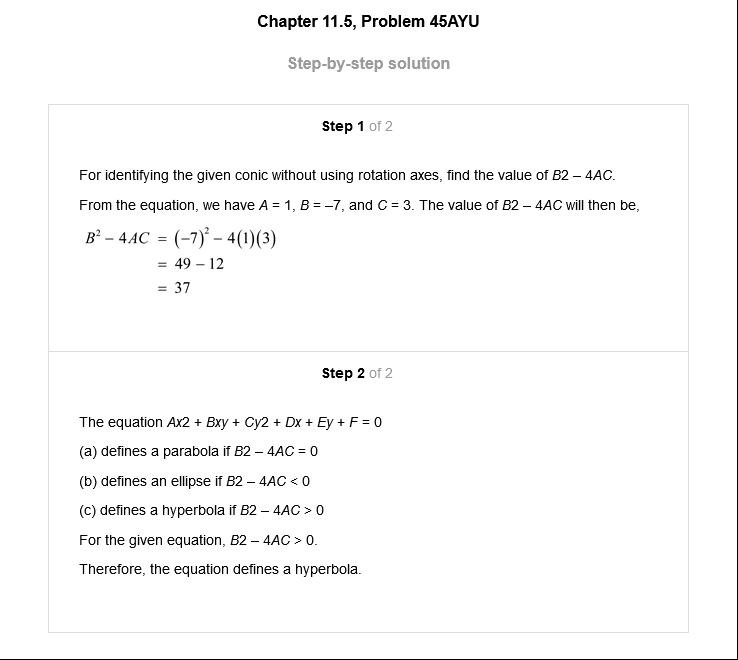 Chapter 11.5, Problem 45AYU
Step-by-step solution
Step 1 of 2
For identifying the given conic without using rotation axes, find the value of B2 – 4AC.
From the equation, we have A = 1, B = –7, and C = 3. The value of B2 – 4AC will then be,
B² – 4AC = (–7)² – 4(1)(3)
= 49 – 12
= 37
Step 2 of 2
The equation Ax2 + Bxy + Cy2 + Dx + Ey + F = 0
(a) defines a parabola if B2 – 4AC = 0
(b) defines an ellipse if B2 – 4AC < 0
(c) defines a hyperbola if B2 – 4AC > 0
For the given equation, B2 – 4AC > 0.
Therefore, the equation defines a hyperbola.